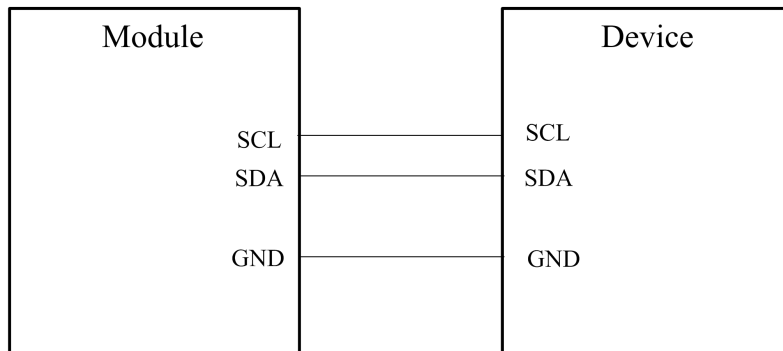 Module
Device
SCL
SCL
SDA
SDA
GND
GND